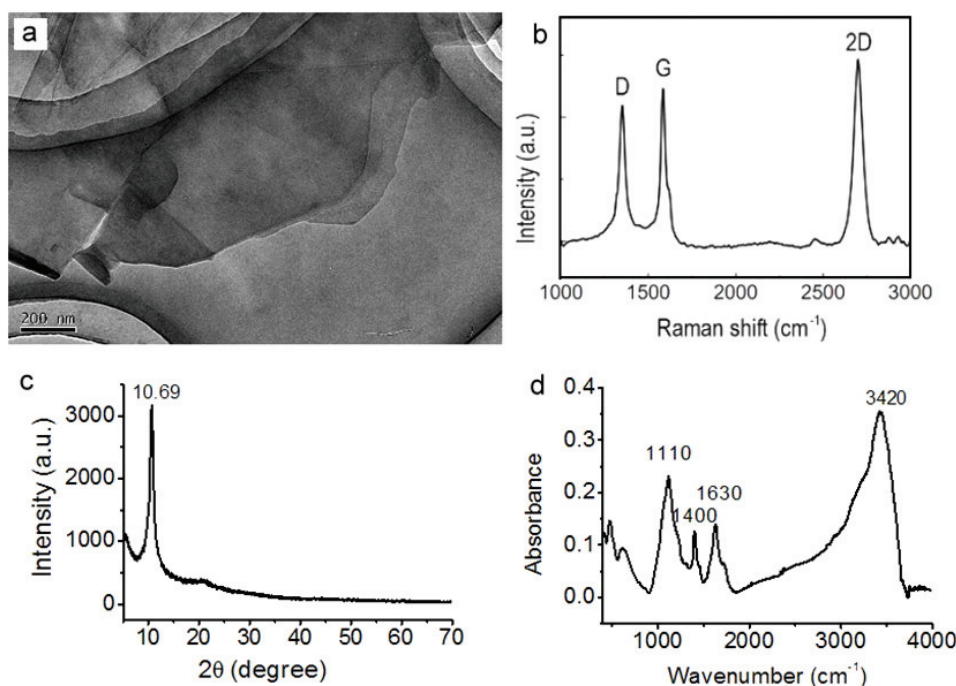 a
200 nm
b
D
G
2D
Intensity (a.u.)
1000 1500 2000 2500 3000
Raman shift (cm⁻¹)
c
10.69
3000
2000
1000
0
Intensity (a.u.)
10 20 30 40 50 60 70
2θ (degree)
d
0.4
0.3
0.2
0.1
0.0
Absorbance
1110
1400
1630
3420
1000 2000 3000 4000
Wavenumber (cm⁻¹)